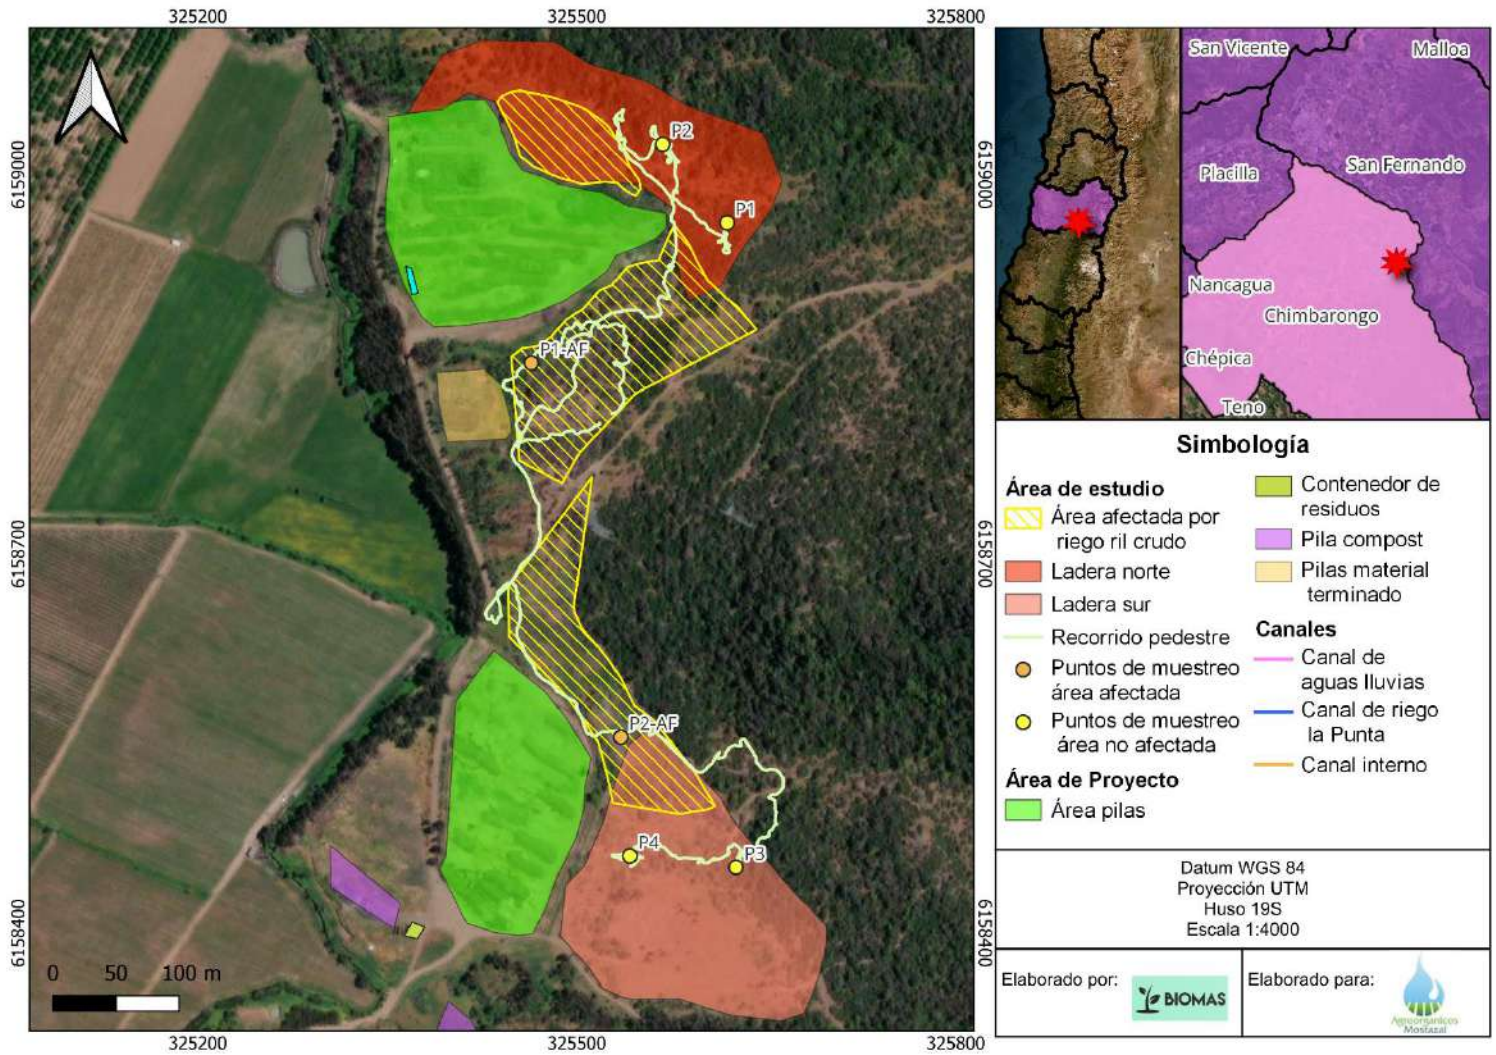 325200
325500
325800
6159000
6158700
6158400
6159000
6158700
6158400
P2
P1
P1-AF
P2-AF
P4
P3
0 50 100 m
325200
325500
325800
San Vicente
Malloa
Placilla
San Fernando
Nancagua
Chimbarongo
Chépica
Teno
Simbología
Área de estudio
Área afectada por
riego ril crudo
Ladera norte
Ladera sur
Recorrido pedestre
Puntos de muestreo
área afectada
Puntos de muestreo
área no afectada
Área de Proyecto
Área pilas
Contenedor de
residuos
Pila compost
Pilas material
terminado
Canales
Canal de
aguas lluvias
Canal de riego
la Punta
Canal interno
Datum WGS 84
Proyección UTM
Huso 19S
Escala 1:4000
Elaborado por:
BIOMAS
Elaborado para:
Agroorganicos
Mostazal